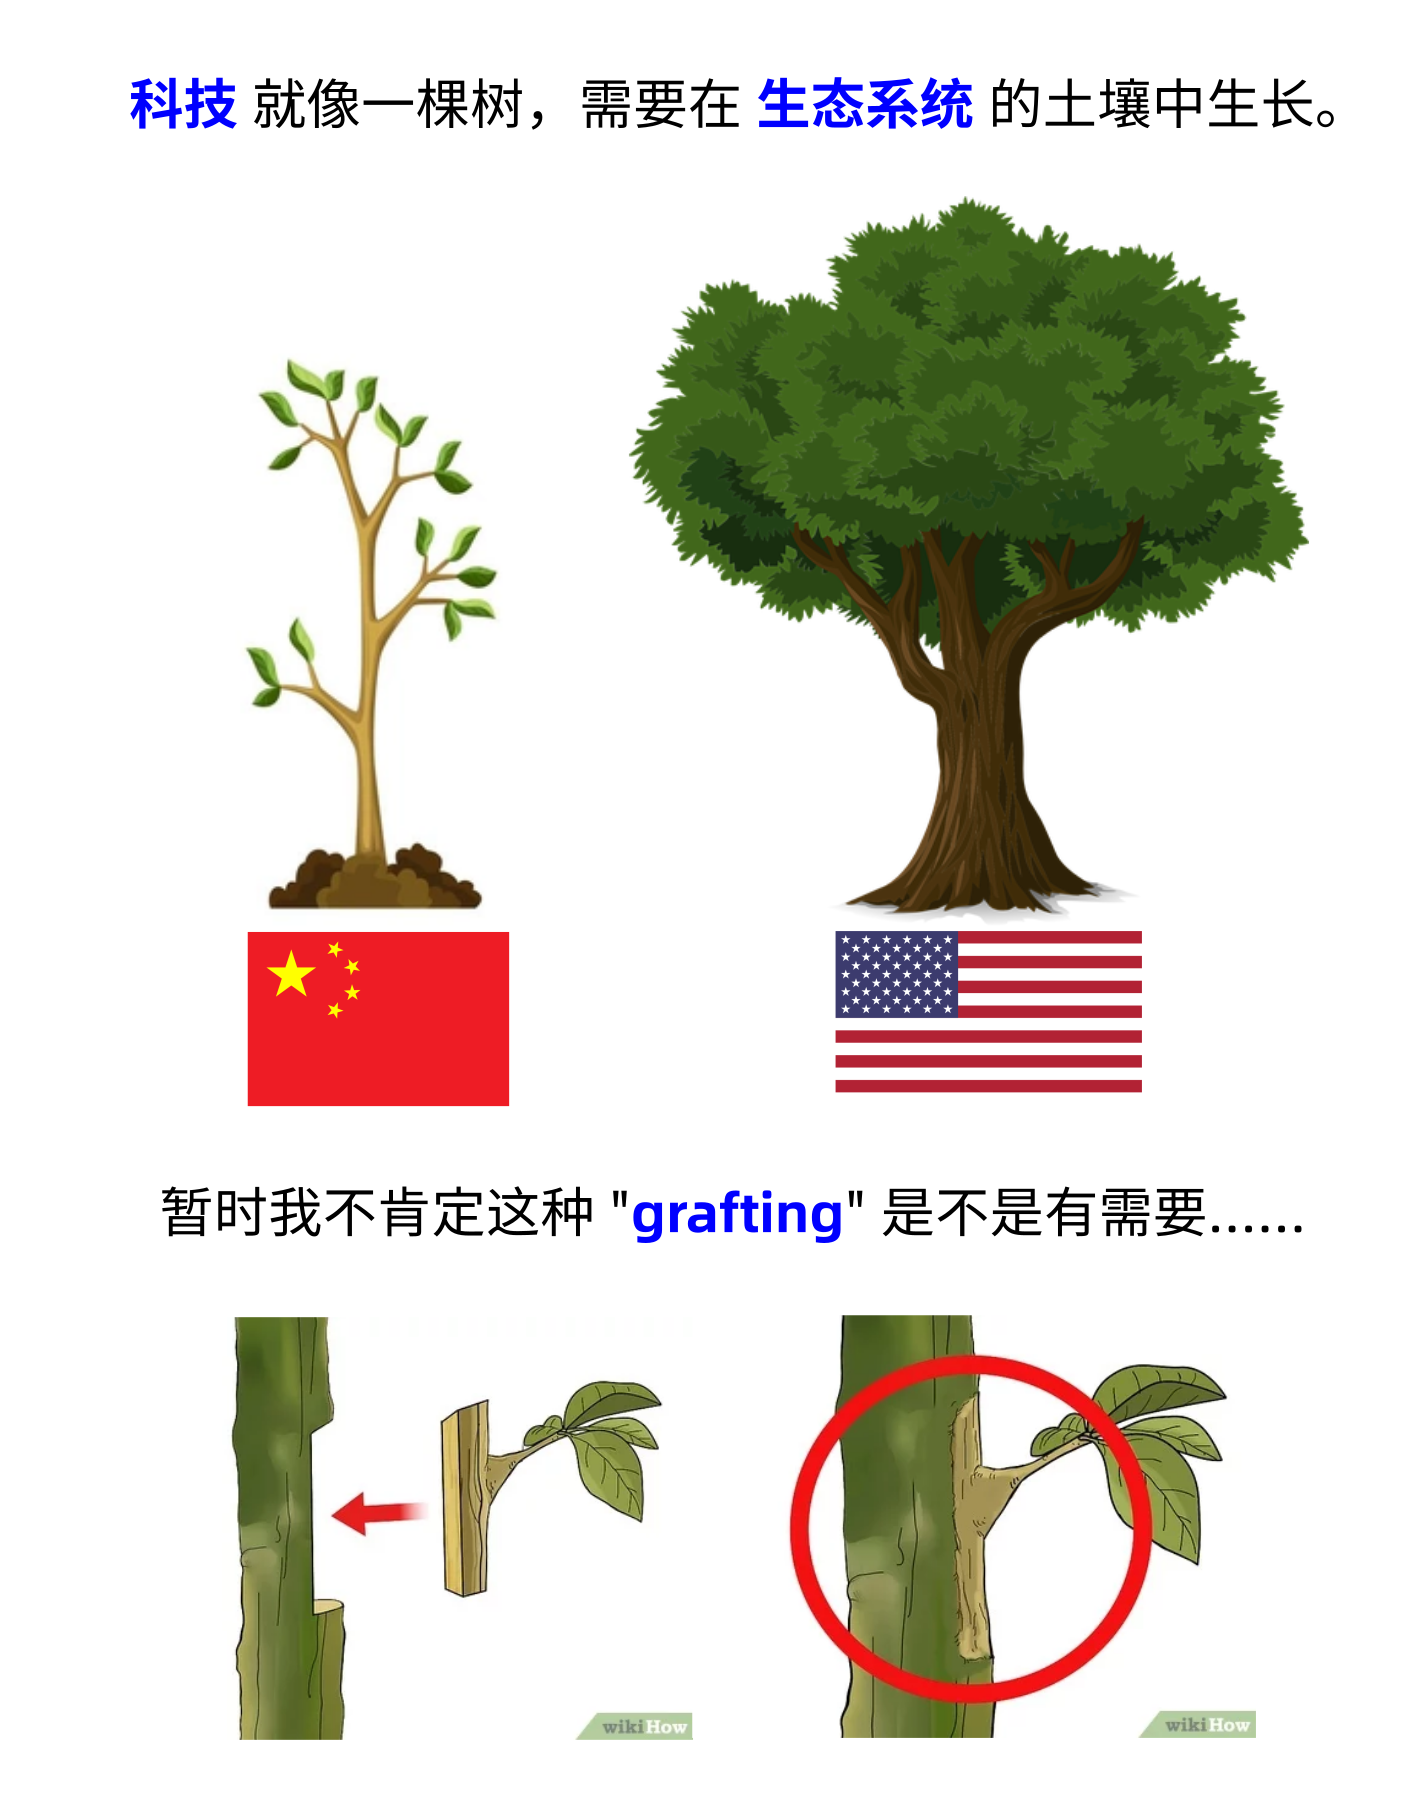 科技 就像一棵树，需要在 生态系统 的土壤中生长。
暂时我不肯定这种 "grafting" 是不是有需要......
wikiHow
wikiHow